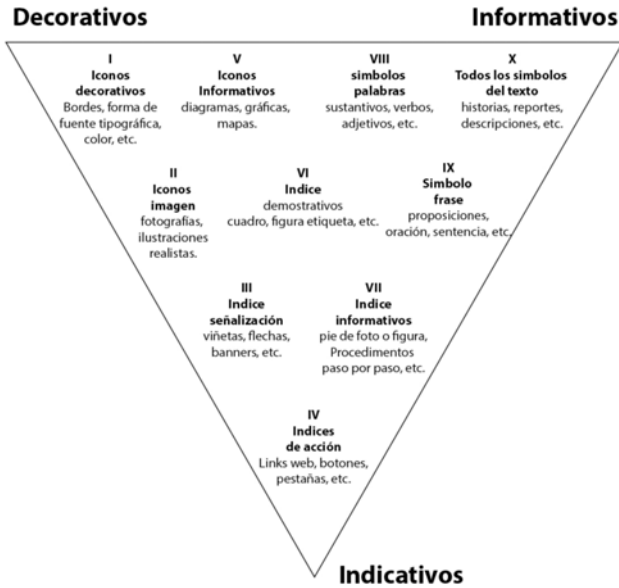 Decorativos
Informativos
I
Iconos
decorativos
Bordes, forma de
fuente tipográfica,
color, etc.
V
Iconos
Informativos
diagramas, gráficas,
mapas.
VIII
simbolos
palabras
sustantivos, verbos,
adjetivos, etc.
X
Todos los simbolos
del texto
historias, reportes,
descripciones, etc.
II
Iconos
imagen
fotografías,
ilustraciones
realistas.
VI
Indice
demostrativos
cuadro, figura etiqueta, etc.
IX
Simbolo
frase
proposiciones,
oración, sentencia, etc.
III
Indice
señalización
viñetas, flechas,
banners, etc.
VII
Indice
informativos
pie de foto o figura,
Procedimentos
paso por paso, etc.
IV
Indices
de acción
Links web, botones,
pestañas, etc.
Indicativos